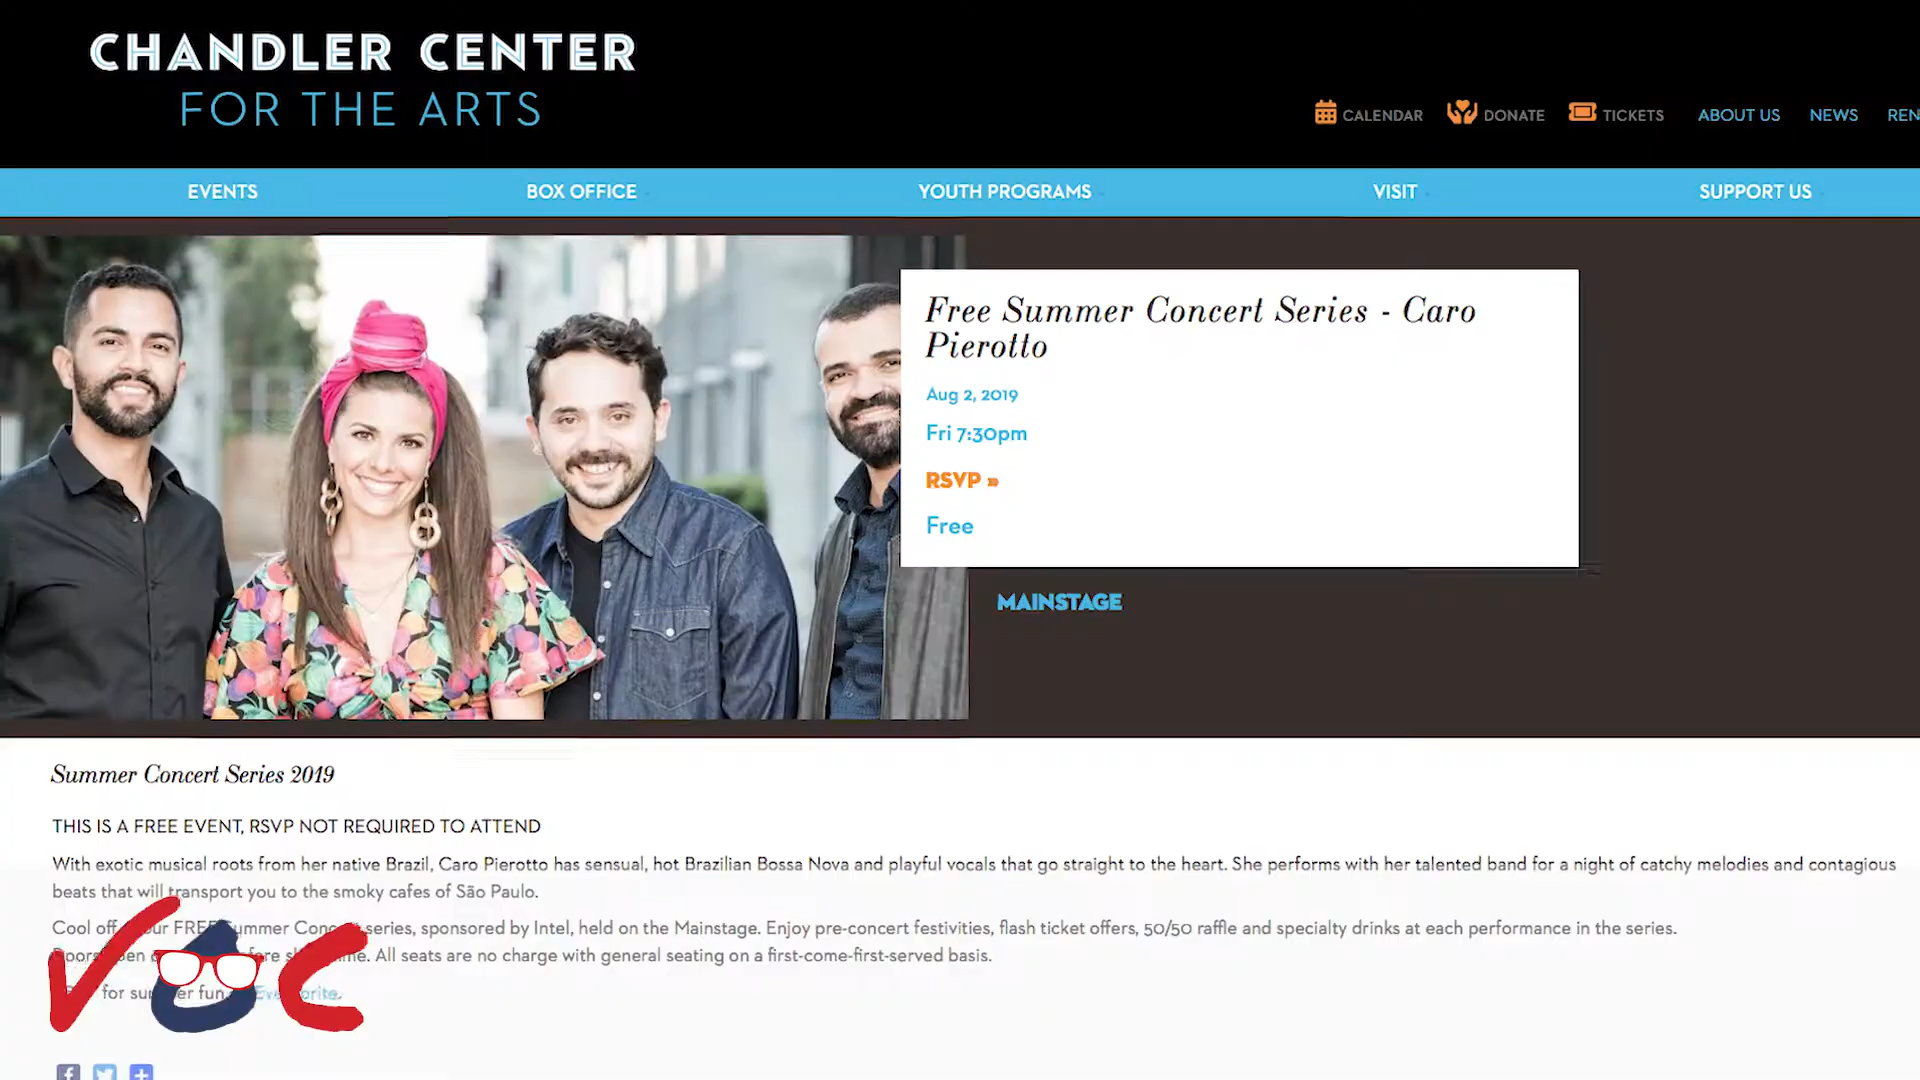 CHANDLER CENTER
FOR THE ARTS
CALENDAR DONATE TICKETS ABOUT US NEWS
EVENTS BOX OFFICE YOUTH PROGRAMS VISIT SUPPORT US
Free Summer Concert Series - Caro
Pierotto
Aug 2, 2019
Fri 7:30pm
RSVP »
Free
MAINSTAGE
Summer Concert Series 2019
THIS IS A FREE EVENT, RSVP NOT REQUIRED TO ATTEND
With exotic musical roots from her native Brazil, Caro Pierotto has sensual, hot Brazilian Bossa Nova and playful vocals that go straight to the heart. She performs with her talented band for a night of catchy melodies and contagious
beats that will transport you to the smoky cafes of São Paulo.
Cool off FREE Summer Concert series, sponsored by Intel, held on the Mainstage. Enjoy pre-concert festivities, flash ticket offers, 50/50 raffle and specialty drinks at each performance in the series.
All seats are no charge with general seating on a first-come-first-served basis.
for summer fun
VOC